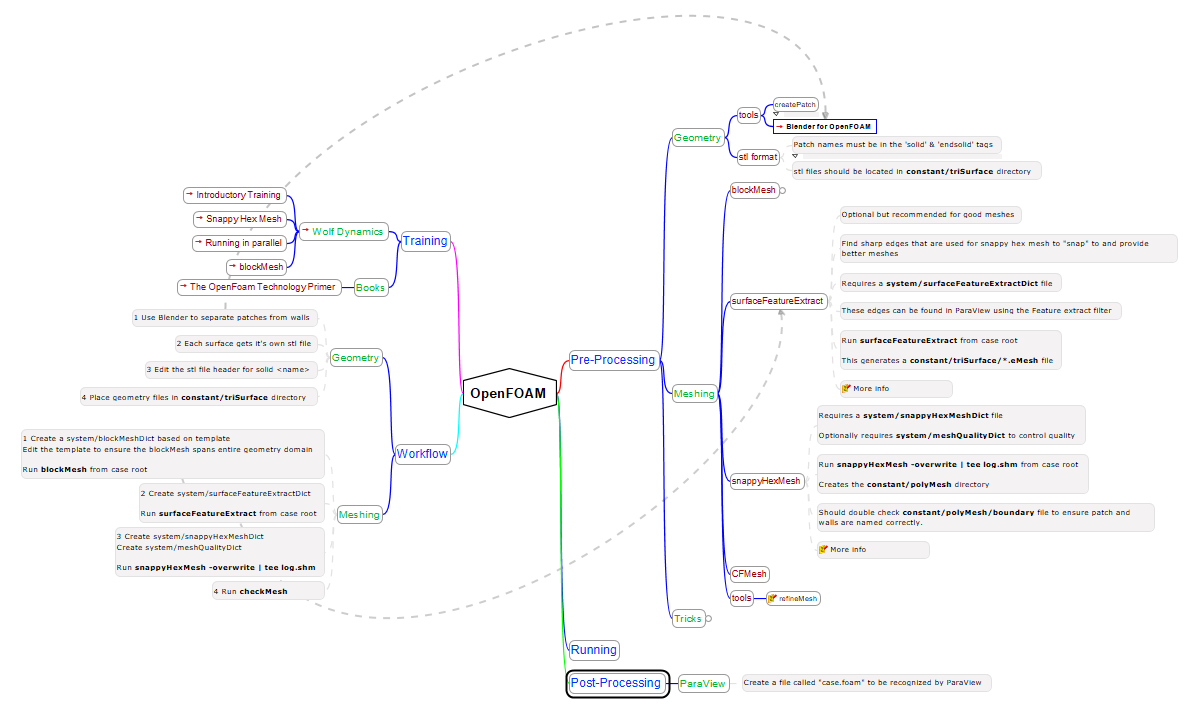 OpenFOAM
Training
Wolf Dynamics
Introductory Training
Snappy Hex Mesh
Running in parallel
blockMesh
Books
The OpenFoam Technology Primer
Workflow
Geometry
1 Use Blender to separate patches from walls
2 Each surface gets it's own stl file
3 Edit the stl file header for solid <name>
4 Place geometry files in constant/triSurface directory
Meshing
1 Create a system/blockMeshDict based on template
Edit the template to ensure the blockMesh spans entire geometry domain
Run blockMesh from case root
2 Create system/surfaceFeatureExtractDict
Run surfaceFeatureExtract from case root
3 Create system/snappyHexMeshDict
Create system/meshQualityDict
Run snappyHexMesh -overwrite | tee log.shm
4 Run checkMesh
Pre-Processing
Geometry
tools
createPatch
Blender for OpenFOAM
stl format
Patch names must be in the 'solid' & 'endsolid' tags
stl files should be located in constant/triSurface directory
Meshing
blockMesh
surfaceFeatureExtract
Optional but recommended for good meshes
Find sharp edges that are used for snappy hex mesh to "snap" to and provide
better meshes
Requires a system/surfaceFeatureExtractDict file
These edges can be found in ParaView using the Feature extract filter
Run surfaceFeatureExtract from case root
This generates a constant/triSurface/*.eMesh file
More info
snappyHexMesh
Requires a system/snappyHexMeshDict file
Optionally requires system/meshQualityDict to control quality
Run snappyHexMesh -overwrite | tee log.shm from case root
Creates the constant/polyMesh directory
Should double check constant/polyMesh/boundary file to ensure patch and
walls are named correctly.
More info
CFMesh
tools
refineMesh
Tricks
Running
Post-Processing
ParaView
Create a file called "case.foam" to be recognized by ParaView